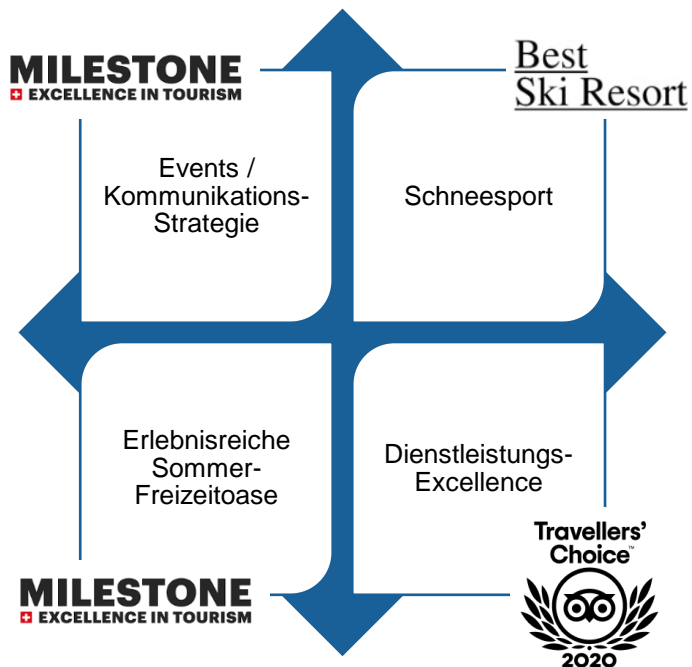 MILESTONE
EXCELLENCE IN TOURISM
Best
Ski Resort
Events /
Kommunikations-
Strategie
Schneesport
Erlebnisreiche
Sommer-
Freizeitoase
Dienstleistungs-
Excellence
MILESTONE
EXCELLENCE IN TOURISM
Travellers'
Choice™
2020